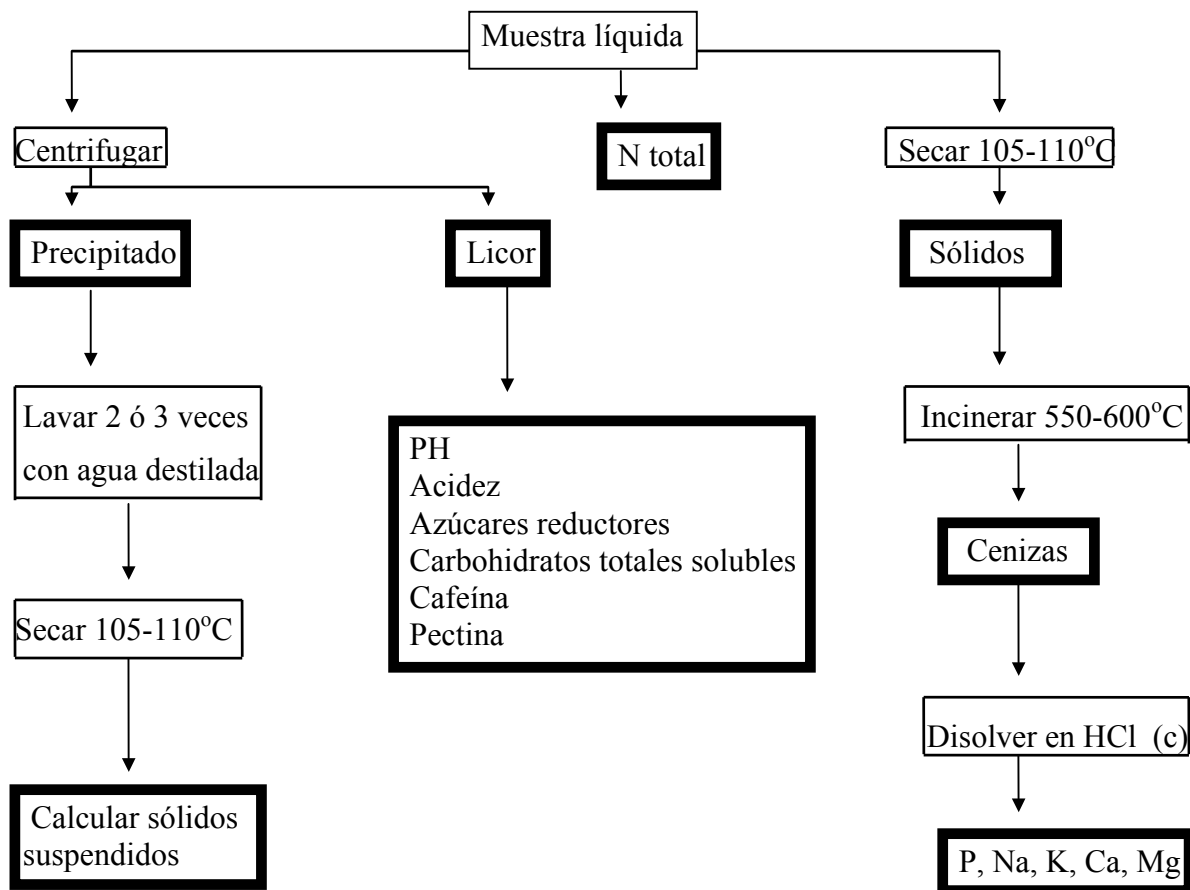 Muestra líquida
Centrifugar
N total
Secar 105-110°C
Precipitado
Licor
Sólidos
Lavar 2 ó 3 veces
con agua destilada
PH
Acidez
Azúcares reductores
Carbohidratos totales solubles
Cafeína
Pectina
Incinerar 550-600°C
Cenizas
Secar 105-110°C
Disolver en HCl (c)
Calcular sólidos
suspendidos
P, Na, K, Ca, Mg